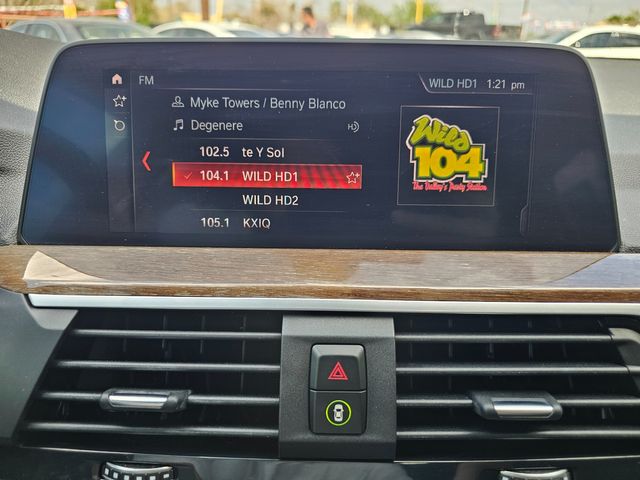 FM
WILD HD1 1:21 pm
Myke Towers / Benny Blanco
Degenere
HD
102.5 te Y Sol
104.1 WILD HD1
WILD HD2
105.1 KXIQ
Wild
104
The Valley's Party Station